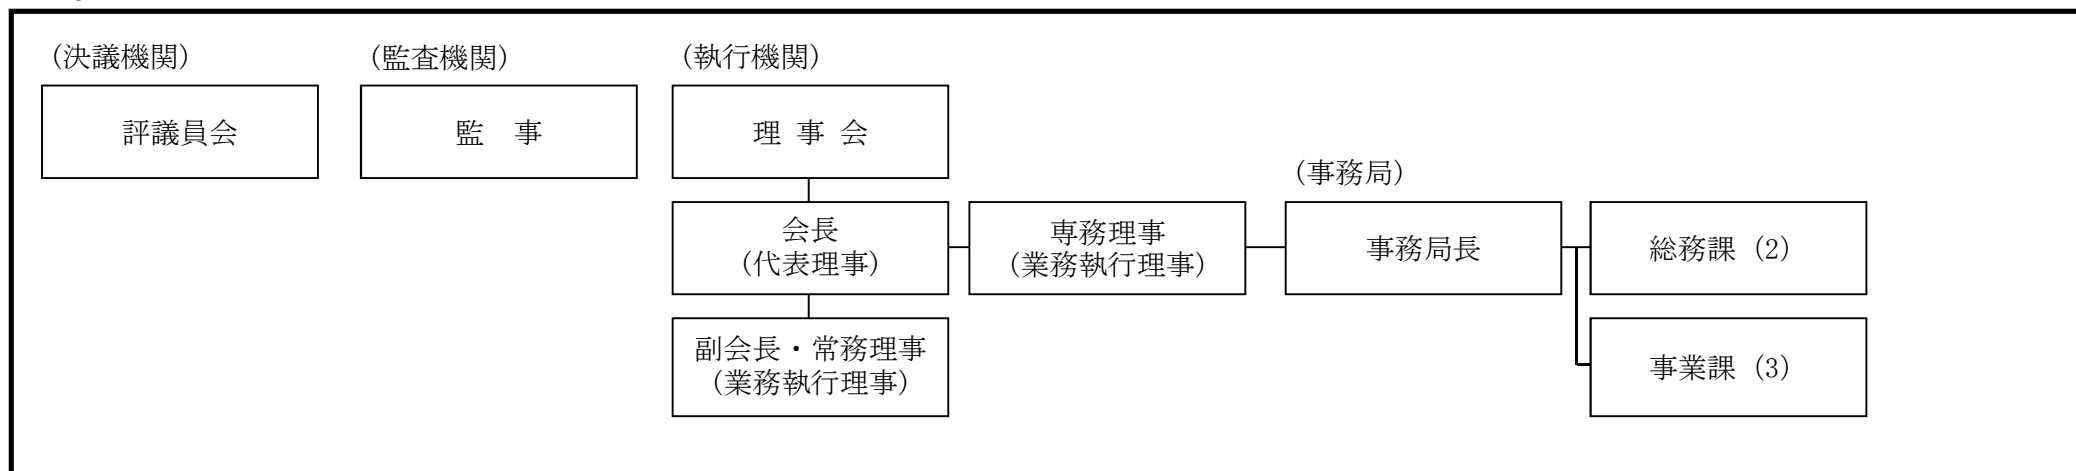 (決議機関)
(監査機関)
(執行機関)
評議員会
監 事
理 事 会
(事務局)
会長
(代表理事)
専務理事
(業務執行理事)
事務局長
総務課 (2)
副会長・常務理事
(業務執行理事)
事業課 (3)